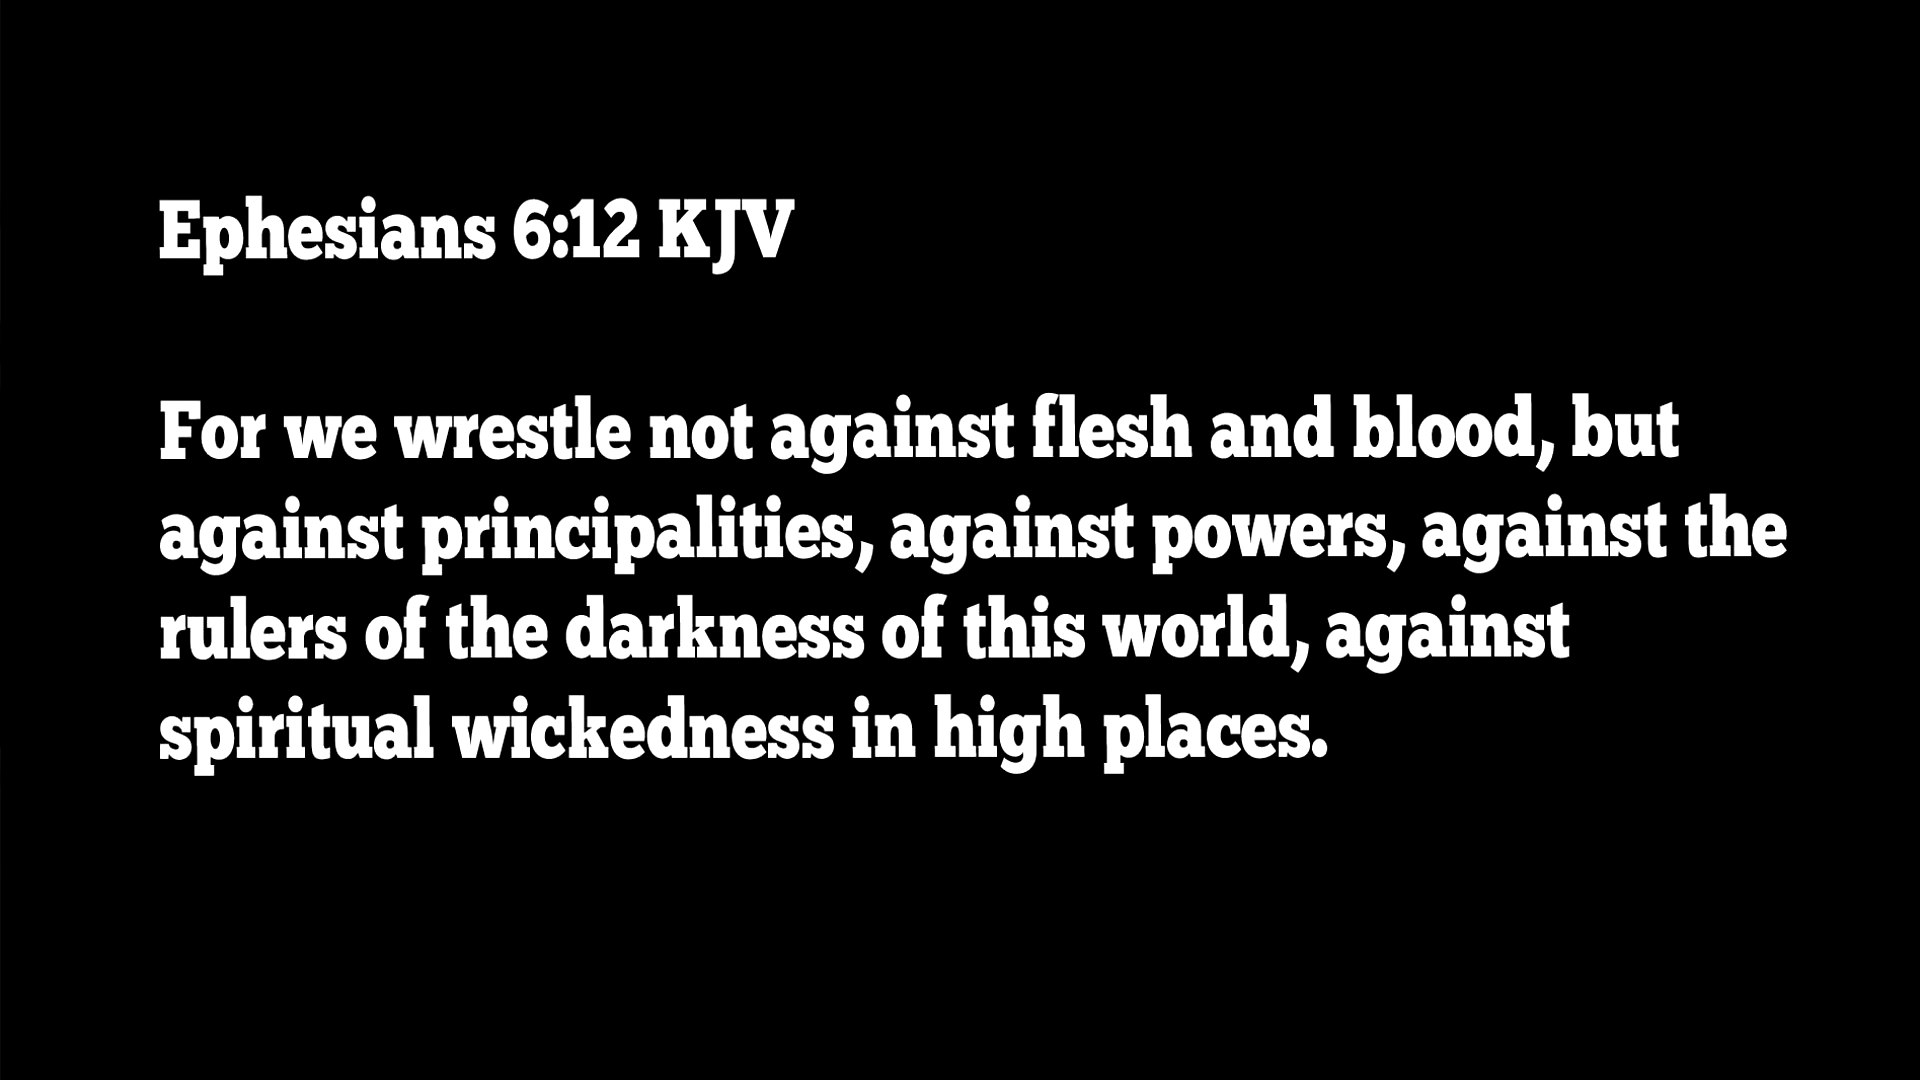 Ephesians 6:12 KJV
For we wrestle not against flesh and blood, but
against principalities, against powers, against the
rulers of the darkness of this world, against
spiritual wickedness in high places.